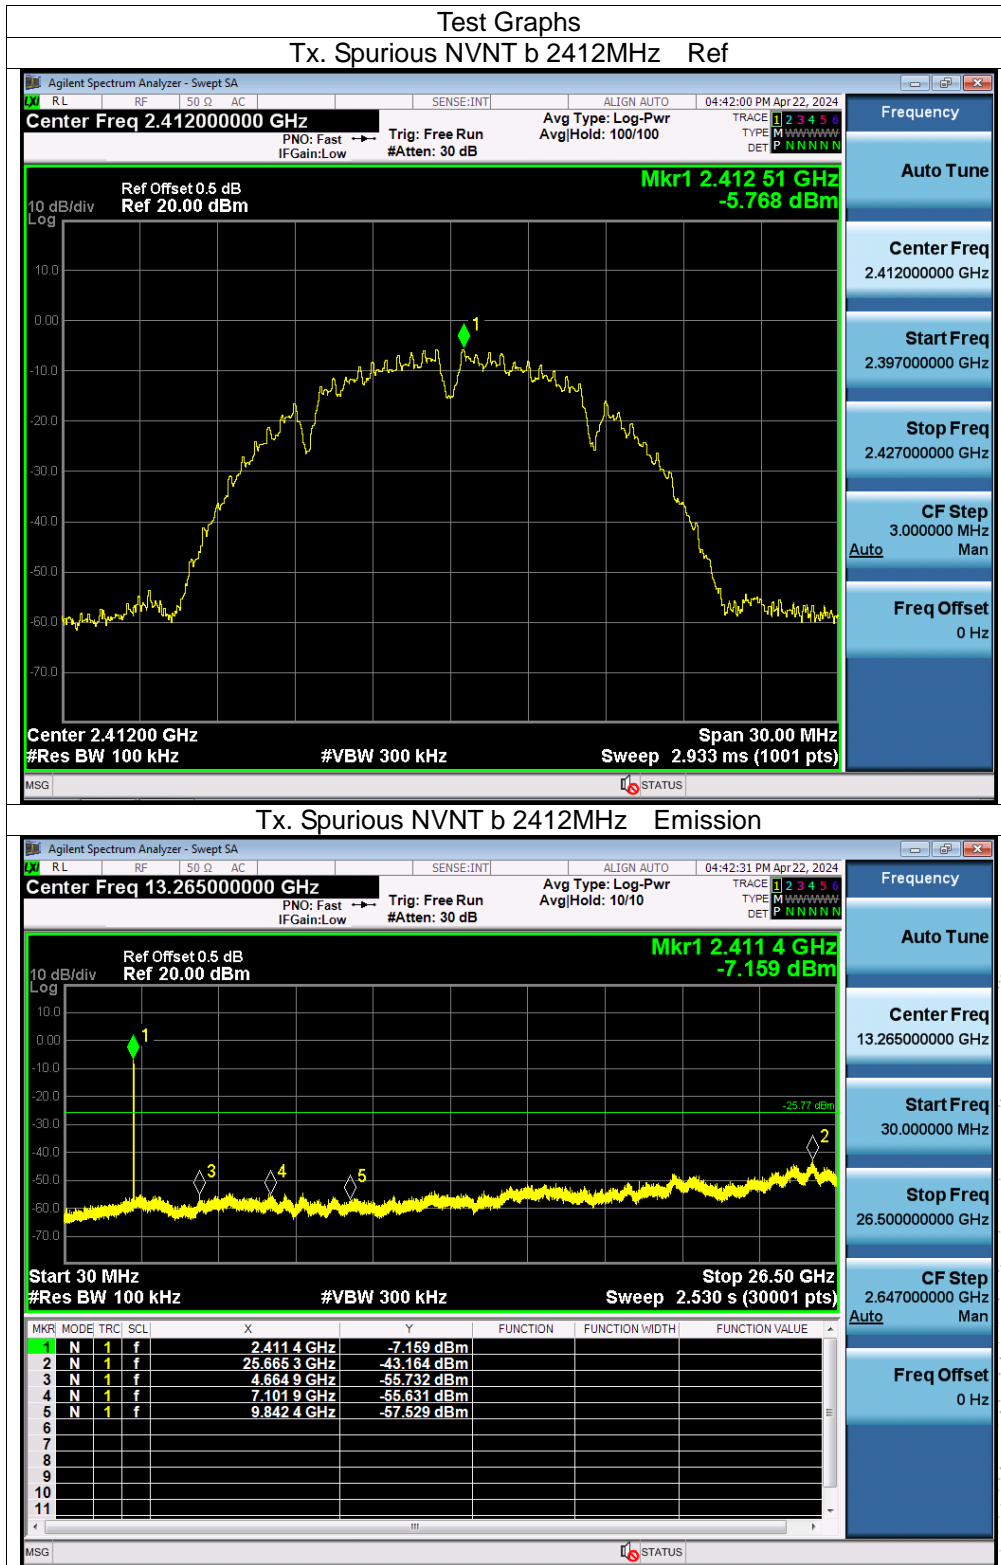 Test Graphs
Tx. Spurious NVNT b 2412MHz Ref
Agilent Spectrum Analyzer - Swept SA
LXI RL RF 50 Ω AC SENSE:INT ALIGN AUTO 04:42:00 PM Apr 22, 2024
Center Freq 2.412000000 GHz
PNO: Fast
IFGain:Low
Trig: Free Run
#Atten: 30 dB
Avg Type: Log-Pwr
Avg|Hold: 100/100
TRACE 1 2 3 4 5 6
TYPE M W W W W W
DET P N N N N N
Mkr1 2.412 51 GHz
-5.768 dBm
Ref Offset 0.5 dB
10 dB/div Ref 20.00 dBm
Log
10.0
0.00
-10.0
-20.0
-30.0
-40.0
-50.0
-60.0
-70.0
1
Center 2.41200 GHz Span 30.00 MHz
#Res BW 100 kHz #VBW 300 kHz Sweep 2.933 ms (1001 pts)
MSG STATUS
Frequency
Auto Tune
Center Freq
2.412000000 GHz
Start Freq
2.397000000 GHz
Stop Freq
2.427000000 GHz
CF Step
3.000000 MHz
Auto Man
Freq Offset
0 Hz
Tx. Spurious NVNT b 2412MHz Emission
Agilent Spectrum Analyzer - Swept SA
LXI RL RF 50 Ω AC SENSE:INT ALIGN AUTO 04:42:31 PM Apr 22, 2024
Center Freq 13.265000000 GHz
PNO: Fast
IFGain:Low
Trig: Free Run
#Atten: 30 dB
Avg Type: Log-Pwr
Avg|Hold: 10/10
TRACE 1 2 3 4 5 6
TYPE M W W W W W
DET P N N N N N
Mkr1 2.411 4 GHz
-7.159 dBm
Ref Offset 0.5 dB
10 dB/div Ref 20.00 dBm
Log
10.0
0.00
-10.0
-20.0
-30.0
-40.0
-50.0
-60.0
-70.0
-25.77 dBm
1
2
3
4
5
Start 30 MHz Stop 26.50 GHz
#Res BW 100 kHz #VBW 300 kHz Sweep 2.530 s (30001 pts)
MKR MODE TRC SCL X Y FUNCTION FUNCTION WIDTH FUNCTION VALUE
1 N 1 f 2.411 4 GHz -7.159 dBm
2 N 1 f 25.665 3 GHz -43.164 dBm
3 N 1 f 4.664 9 GHz -55.732 dBm
4 N 1 f 7.101 9 GHz -55.631 dBm
5 N 1 f 9.842 4 GHz -57.529 dBm
6
7
8
9
10
11
MSG STATUS
Frequency
Auto Tune
Center Freq
13.265000000 GHz
Start Freq
30.000000 MHz
Stop Freq
26.500000000 GHz
CF Step
2.647000000 GHz
Auto Man
Freq Offset
0 Hz